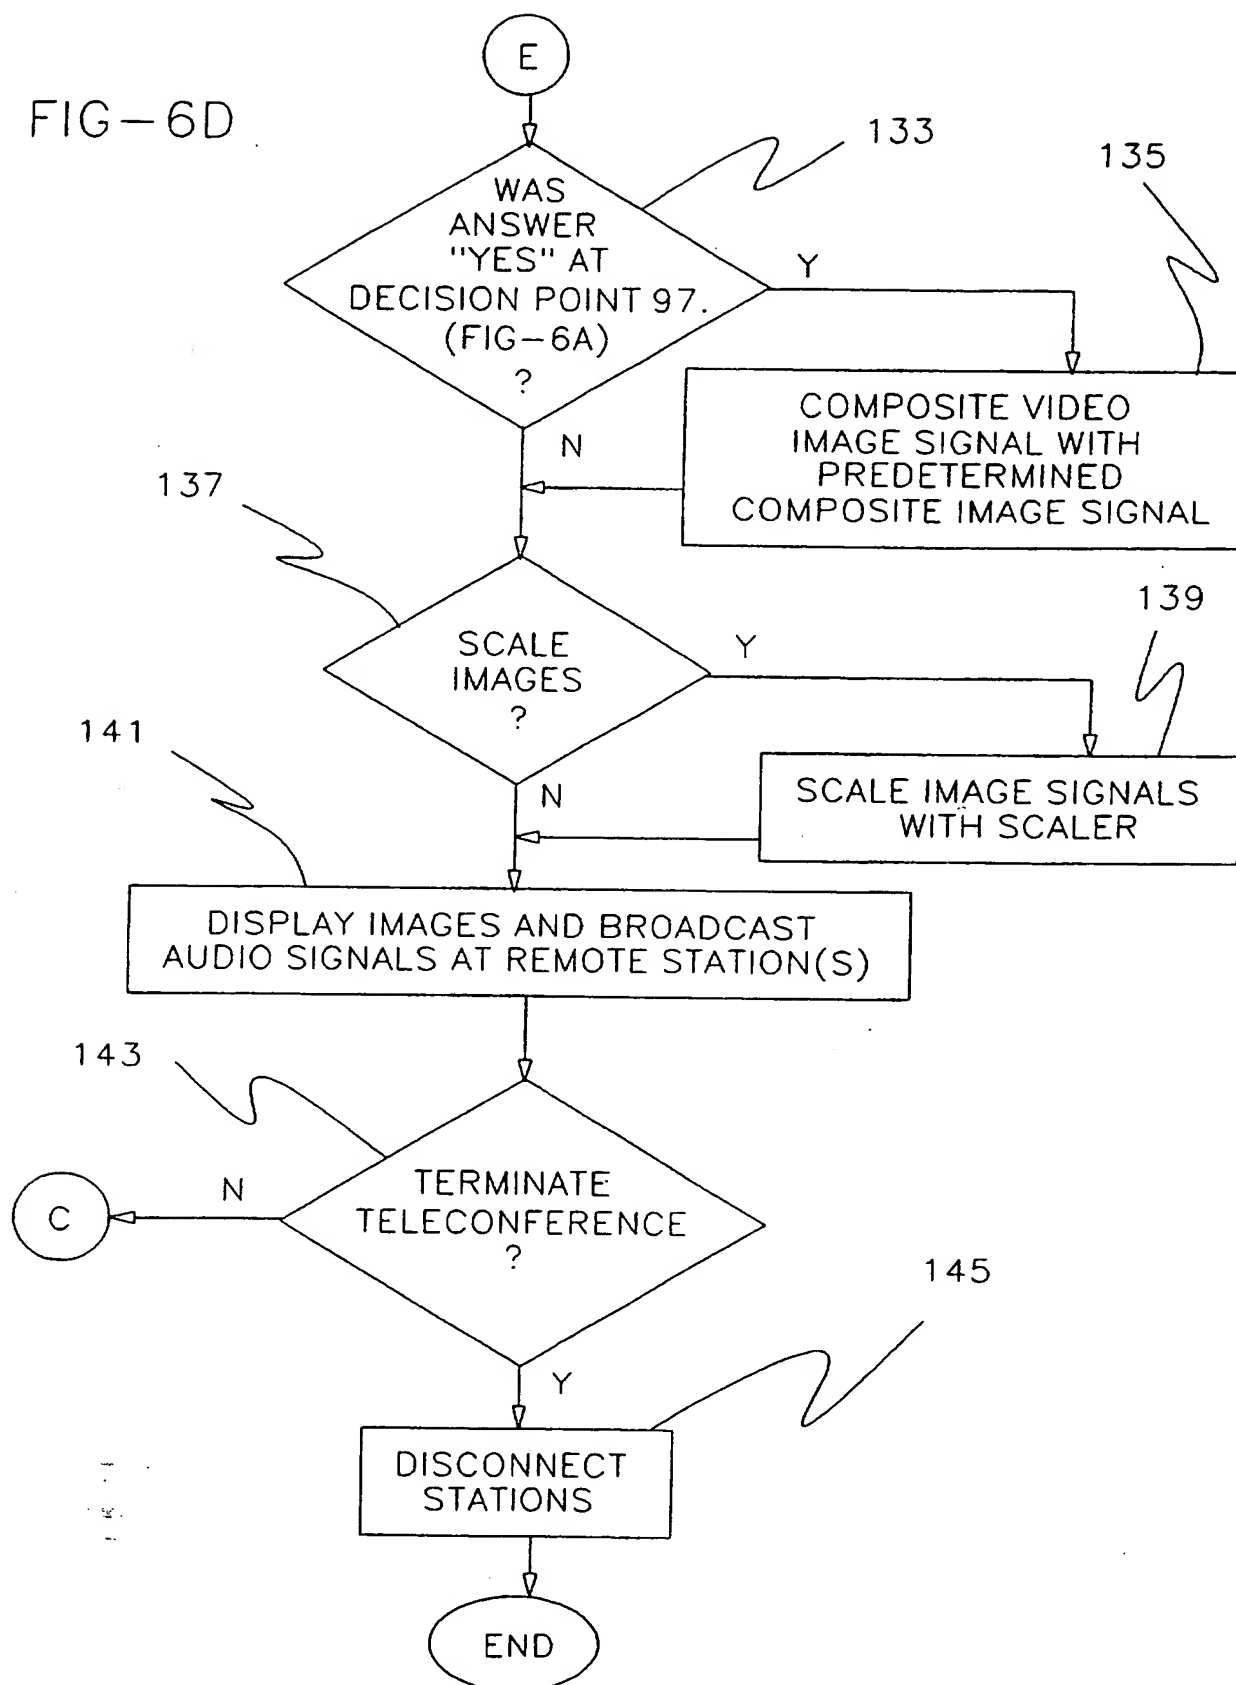 E
FIG-6D
133
135
WAS
ANSWER
"YES" AT
DECISION POINT 97.
(FIG-6A)
?
Y
N
COMPOSITE VIDEO
IMAGE SIGNAL WITH
PREDETERMINED
COMPOSITE IMAGE SIGNAL
137
139
SCALE
IMAGES
?
Y
N
SCALE IMAGE SIGNALS
WITH SCALER
141
DISPLAY IMAGES AND BROADCAST
AUDIO SIGNALS AT REMOTE STATION(S)
143
TERMINATE
TELECONFERENCE
?
N
C
Y
145
DISCONNECT
STATIONS
END